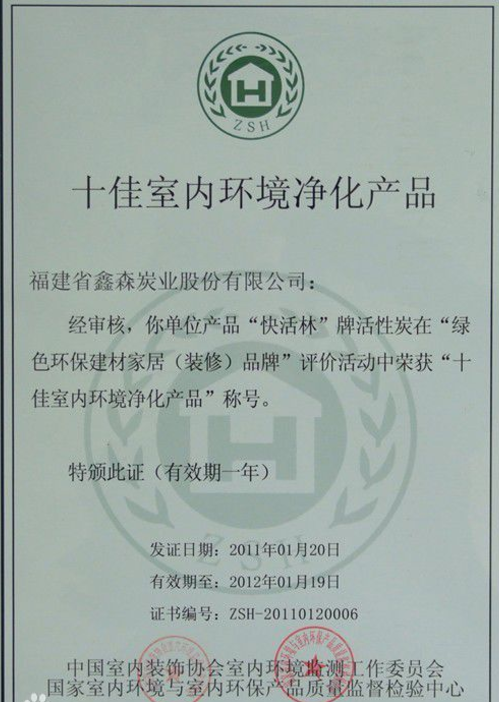 ZSH
十佳室内环境净化产品
福建省鑫森炭业股份有限公司：
经审核，你单位产品“快活林”牌活性炭在“绿
色环保建材家居（装修）品牌”评价活动中荣获“十
佳室内环境净化产品”称号。
特颁此证（有效期一年）
ZSH
发证日期：2011年01月20日
有效期至：2012年01月19日
证书编号：ZSH-20110120006
中国室内装饰协会室内环境监测工作委员会
国家室内环境与室内环保产品质量监督检验中心